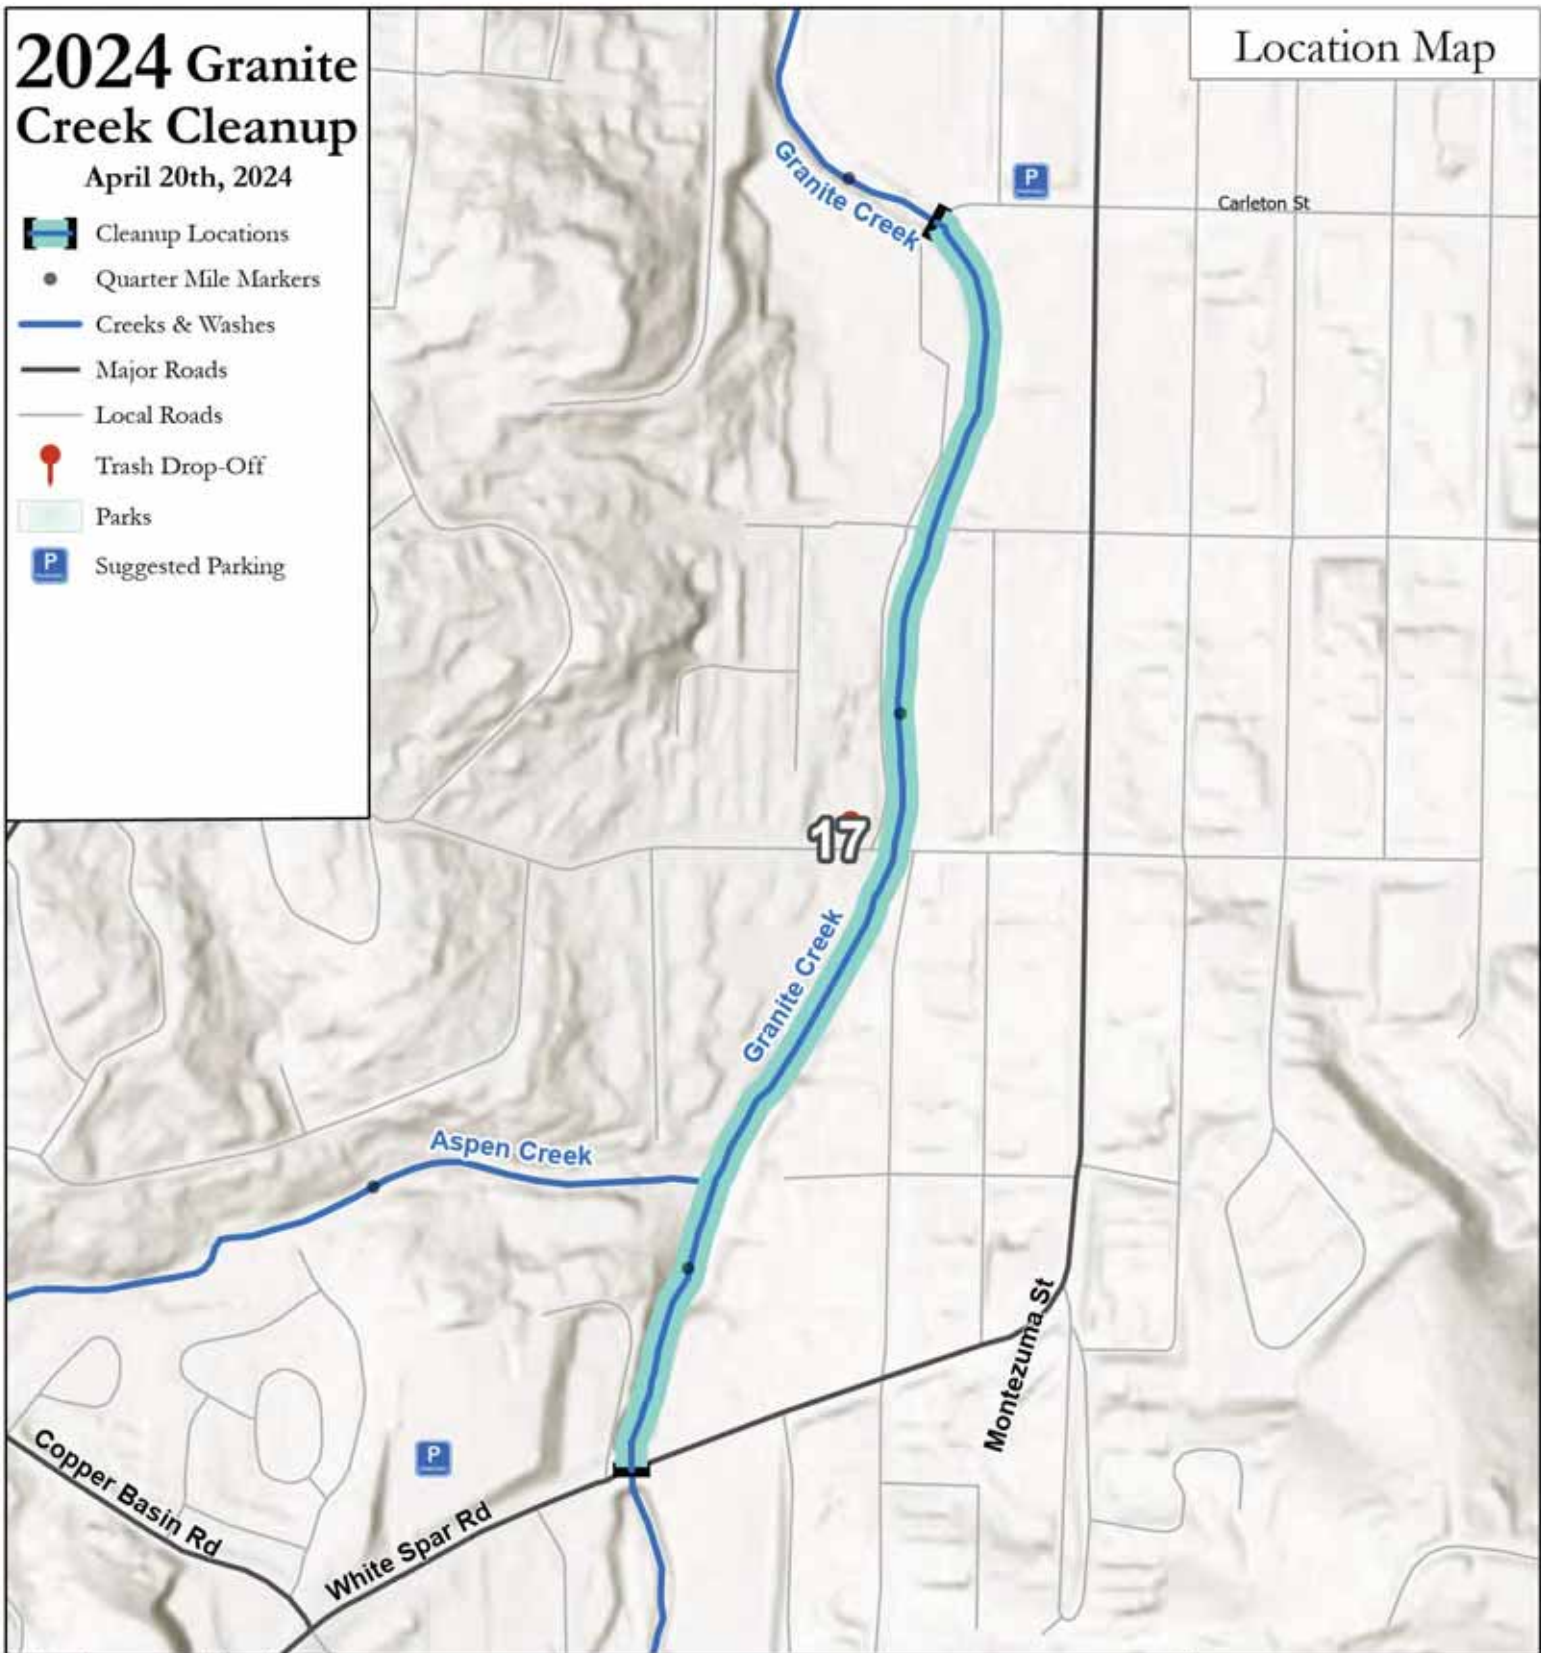 2024 Granite
Creek Cleanup
April 20th, 2024
Cleanup Locations
Quarter Mile Markers
Creeks & Washes
Major Roads
Local Roads
Trash Drop-Off
Parks
P
Suggested Parking
Location Map
Granite Creek
P
Carleton St
17
Granite Creek
Aspen Creek
Montezuma St
P
Copper Basin Rd
White Spar Rd